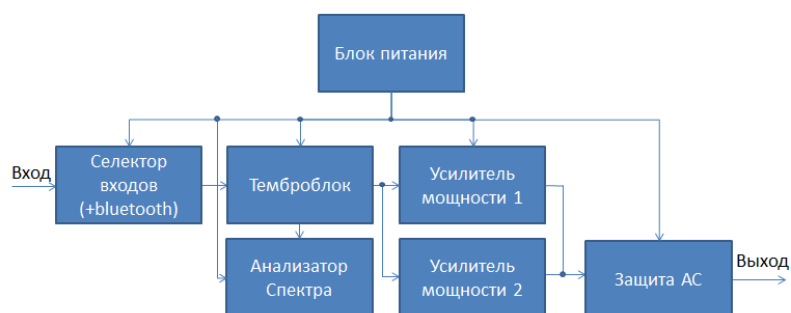 Блок питания
Вход
Селектор
входов
(+bluetooth)
Темброблок
Усилитель
мощности 1
Анализатор
Спектра
Усилитель
мощности 2
Защита АС
Выход